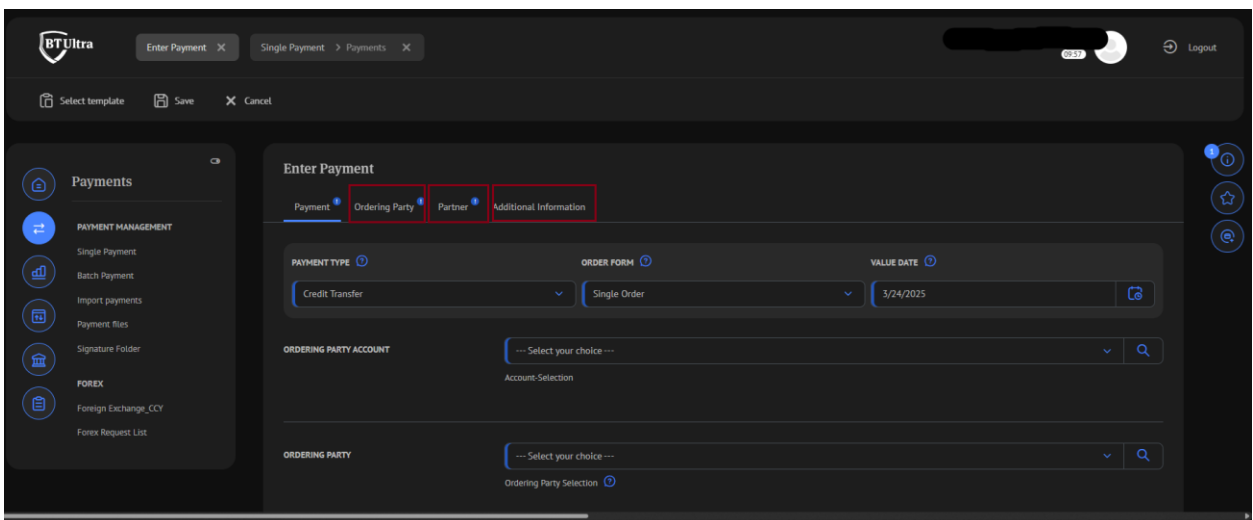 BT Ultra
Enter Payment
Single Payment > Payments
09:57
Logout
Select template
Save
Cancel
Payments
PAYMENT MANAGEMENT
Single Payment
Batch Payment
Import payments
Payment files
Signature Folder
FOREX
Foreign Exchange_CCY
Forex Request List
Enter Payment
Payment ! Ordering Party ! Partner ! Additional Information
PAYMENT TYPE ? ORDER FORM ? VALUE DATE ?
Credit Transfer Single Order 3/24/2025
ORDERING PARTY ACCOUNT --- Select your choice ---
Account-Selection
ORDERING PARTY --- Select your choice ---
Ordering Party Selection ?
1